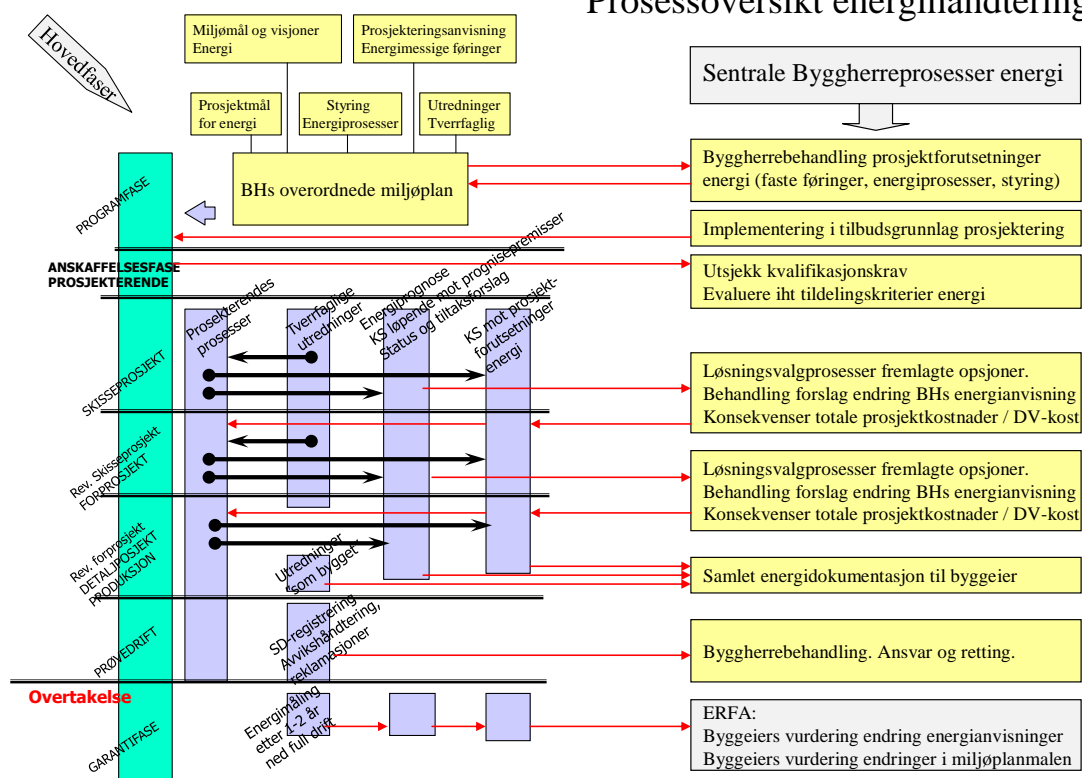 Prosessoversikt energihåndtering
Hovedfaser
Miljømål og visjoner
Energi
Prosjekteringsanvisning
Energimessige føringer
Sentrale Byggherreprosesser energi
Prosjektmål
for energi
Styring
Energiprosesser
Utredninger
Tverrfaglig
BHs overordnede miljøplan
Byggherrebehandling prosjektforutsetninger
energi (faste føringer, energiprosesser, styring)
PROGRAMFASE
Implementering i tilbudsgrunnlag prosjektering
ANSKAFFELSESFASE
PROSJEKTERENDE
Utsjekk kvalifikasjonskrav
Evaluere iht tildelingskriterier energi
Prosekterendes
prosesser
Tverrfaglige
utredninger
Energiprognose
KS løpende mot prognisepremisser
Status og tiltaksforslag
KS mot prosjekt-
forutsetninger
energi
SKISSEPROSJEKT
Løsningsvalgprosesser fremlagte opsjoner.
Behandling forslag endring BHs energianvisning
Konsekvenser totale prosjektkostnader / DV-kost
Rev. Skisseprosjekt
FORPROSJEKT
Løsningsvalgprosesser fremlagte opsjoner.
Behandling forslag endring BHs energianvisning
Konsekvenser totale prosjektkostnader / DV-kost
Rev. forprosjekt
DETALJPOSJEKT
PRODUKSJON
Utredninger
"som bygget"
Samlet energidokumentasjon til byggeier
PRØVEDRIFT
SD-registrering
Avvikshåndtering,
reklamasjoner
Byggherrebehandling. Ansvar og retting.
Overtakelse
GARANTIFASE
Energimåling
etter 1-2 år
ned full drift
ERFA:
Byggeiers vurdering endring energianvisninger
Byggeiers vurdering endringer i miljøplanmalen